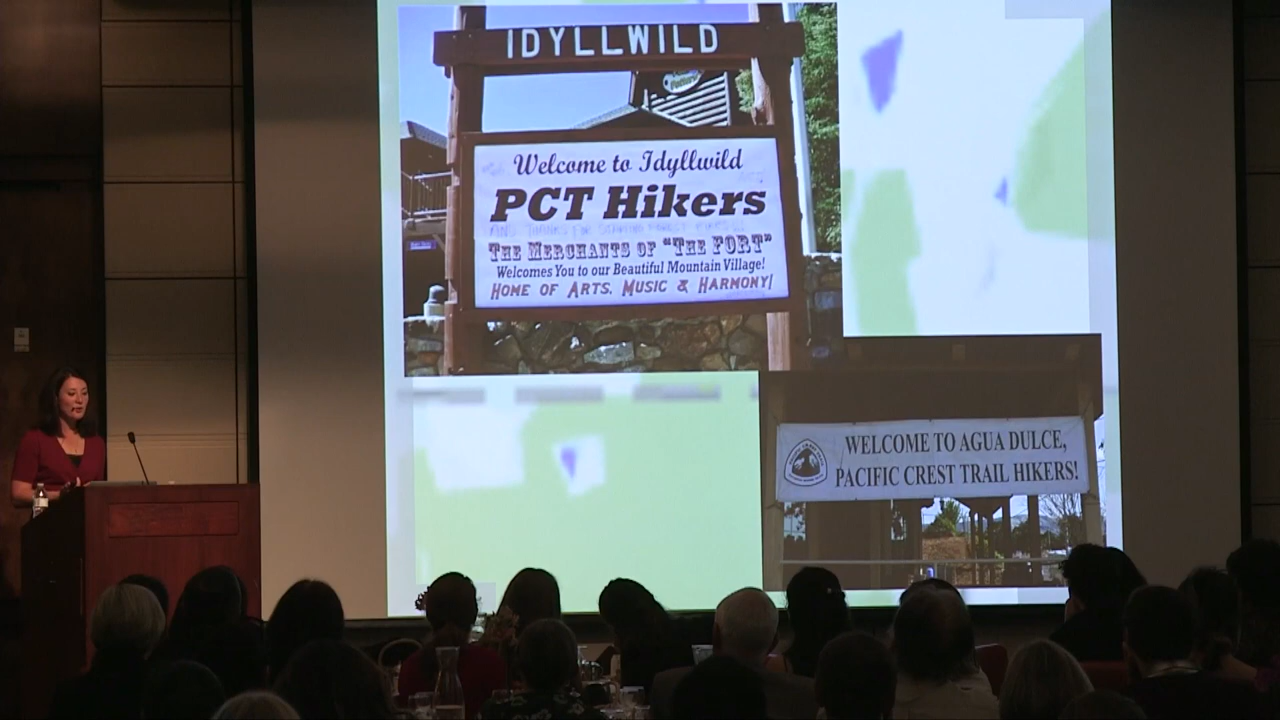 IDYLLWILD
Welcome to Idyllwild
PCT Hikers
THE MERCHANTS OF "THE FORT"
Welcomes You to our Beautiful Mountain Village!
HOME OF ARTS, MUSIC & HARMONY!
WELCOME TO AGUA DULCE,
PACIFIC CREST TRAIL HIKERS!